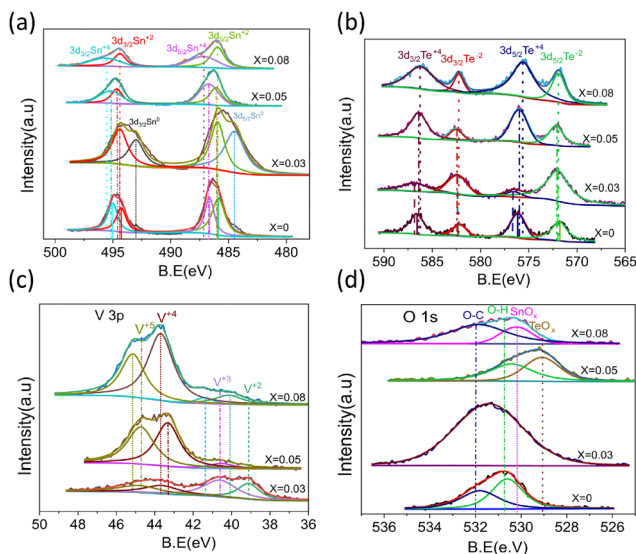 (a)
3d3/2Sn+4
3d3/2Sn+2
3d5/2Sn+4
3d5/2Sn+2
X=0.08
X=0.05
3d3/2Sn0
3d5/2Sn0
X=0.03
X=0
Intensity(a.u)
500 495 490 485 480
B.E(eV)
(b)
3d3/2Te+4
3d3/2Te-2
3d5/2Te+4
3d5/2Te-2
X=0.08
X=0.05
X=0.03
X=0
Intensity(a.u)
590 585 580 575 570 665
B.E(eV)
(c)
V 3p
V+5
V+4
V+3
V+2
X=0.08
X=0.05
X=0.03
Intensity(a.u)
50 48 46 44 42 40 38 36
B.E(eV)
(d)
O 1s
O-C
O-H
SnOx
TeOx
X=0.08
X=0.05
X=0.03
X=0
Intensity(a.u)
536 534 532 530 528 526
B.E(e.V)